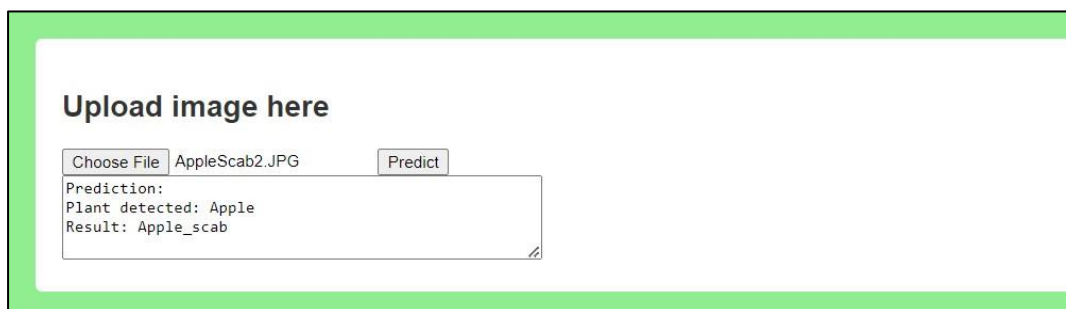 Upload image here
Choose File AppleScab2.JPG Predict
Prediction:
Plant detected: Apple
Result: Apple_scab